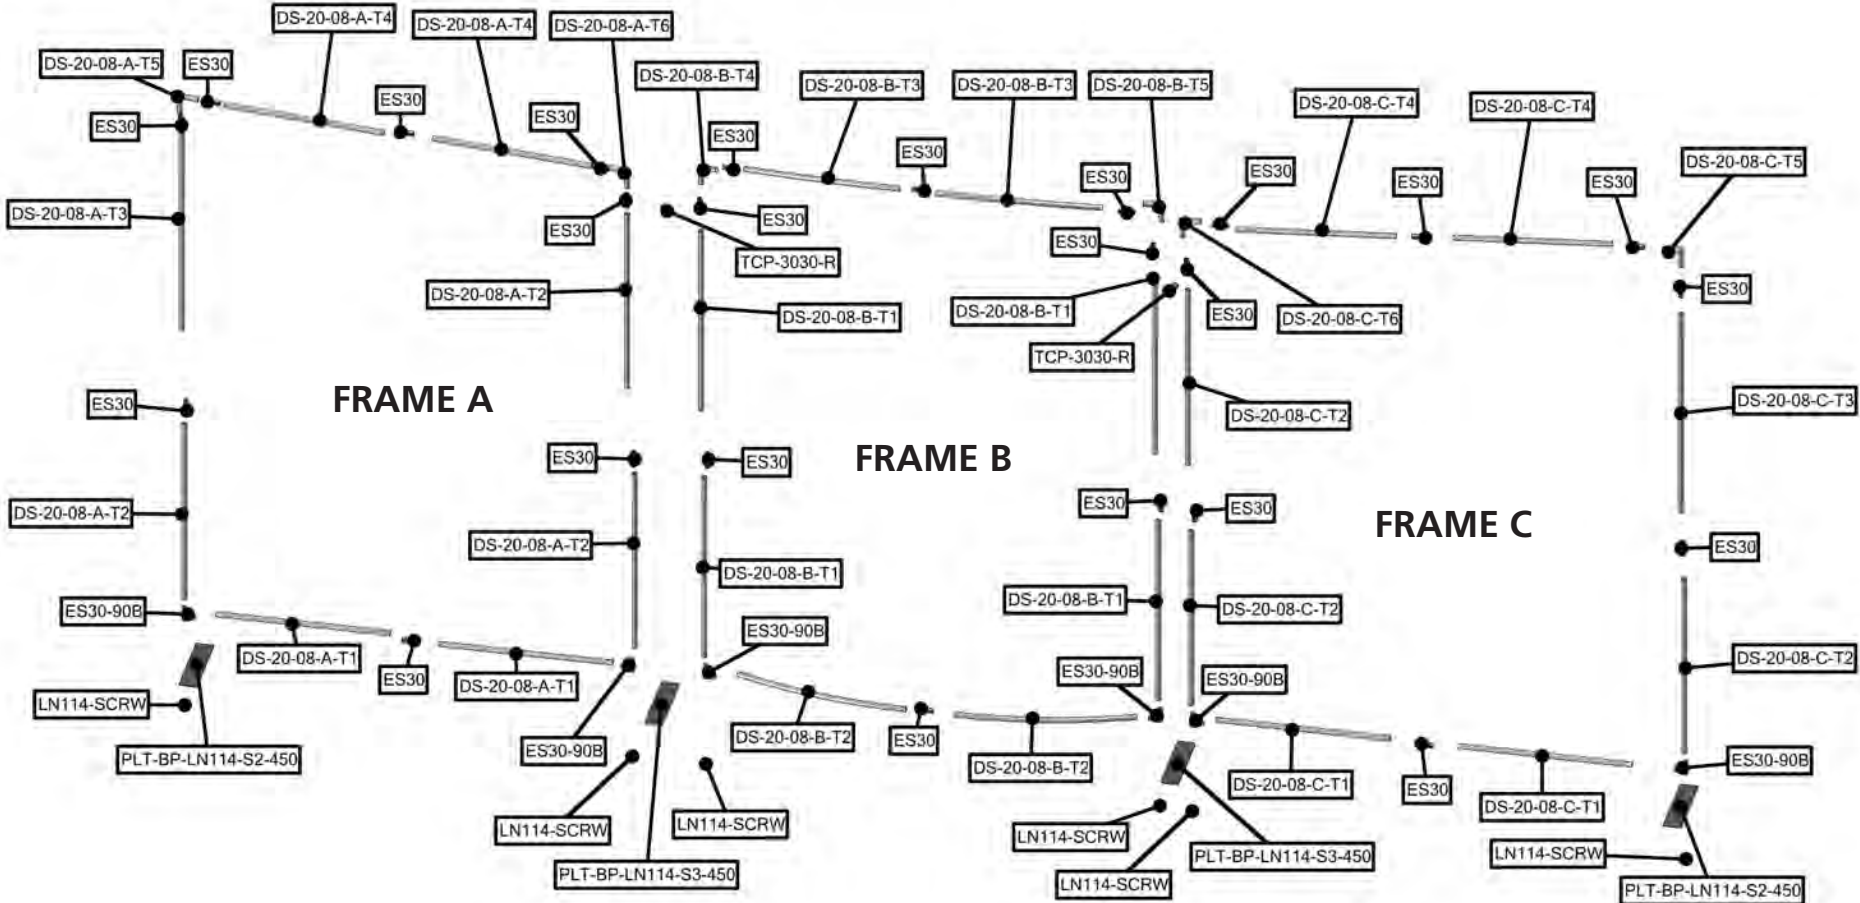 DS-20-08-A-T4
DS-20-08-A-T4
DS-20-08-A-T6
DS-20-08-A-T5
ES30
DS-20-08-B-T4
DS-20-08-B-T3
DS-20-08-B-T3
DS-20-08-B-T5
DS-20-08-C-T4
DS-20-08-C-T4
ES30
ES30
ES30
ES30
ES30
ES30
ES30
ES30
ES30
DS-20-08-C-T5
DS-20-08-A-T3
ES30
ES30
TCP-3030-R
ES30
ES30
DS-20-08-A-T2
DS-20-08-B-T1
DS-20-08-B-T1
ES30
DS-20-08-C-T6
TCP-3030-R
FRAME A
ES30
DS-20-08-C-T2
DS-20-08-C-T3
FRAME B
ES30
ES30
ES30
ES30
FRAME C
DS-20-08-A-T2
DS-20-08-A-T2
DS-20-08-B-T1
ES30
ES30-90B
DS-20-08-B-T1
DS-20-08-C-T2
DS-20-08-A-T1
ES30-90B
ES30
DS-20-08-A-T1
ES30-90B
ES30-90B
DS-20-08-C-T2
LN114-SCRW
PLT-BP-LN114-S2-450
ES30-90B
DS-20-08-B-T2
ES30
DS-20-08-B-T2
DS-20-08-C-T1
ES30
ES30-90B
DS-20-08-C-T1
LN114-SCRW
LN114-SCRW
LN114-SCRW
PLT-BP-LN114-S3-450
LN114-SCRW
PLT-BP-LN114-S3-450
LN114-SCRW
PLT-BP-LN114-S2-450